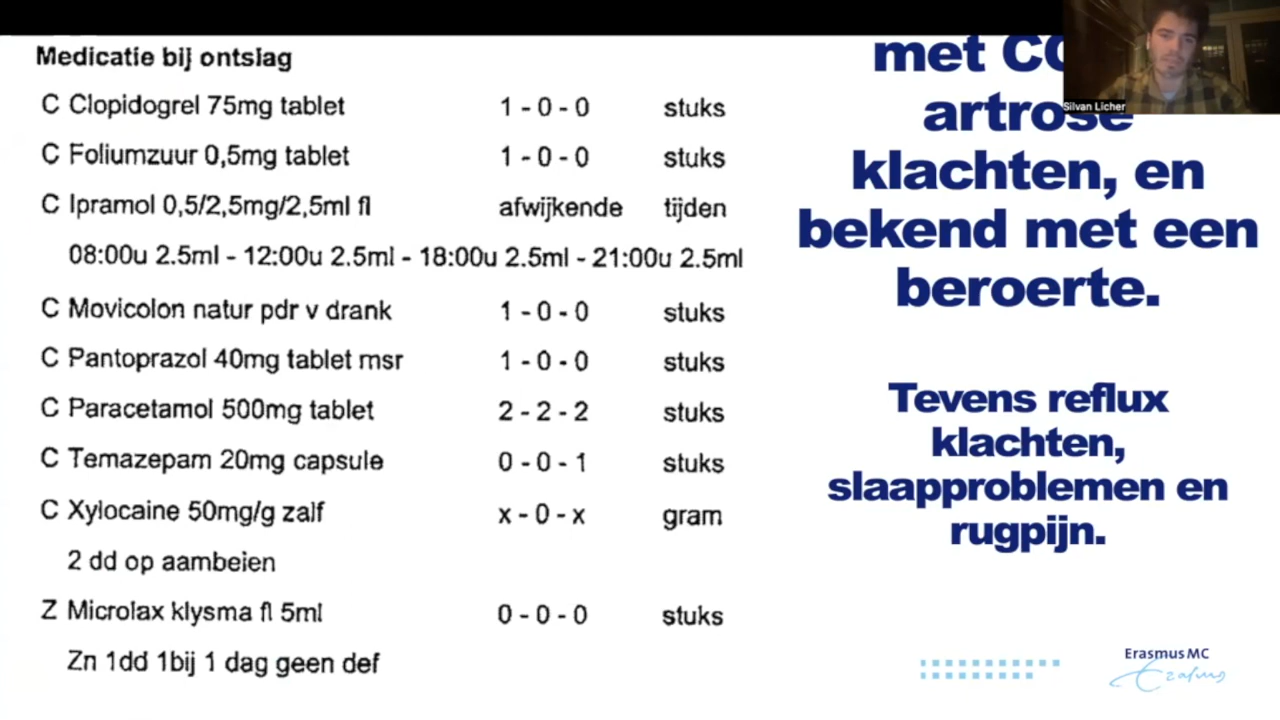 Medicatie bij ontslag
C Clopidogrel 75mg tablet 1 - 0 - 0 stuks
C Foliumzuur 0,5mg tablet 1 - 0 - 0 stuks
C Ipramol 0,5/2,5mg/2,5ml fl afwijkende tijden
08:00u 2.5ml - 12:00u 2.5ml - 18:00u 2.5ml - 21:00u 2.5ml
C Movicolon natur pdr v drank 1 - 0 - 0 stuks
C Pantoprazol 40mg tablet msr 1 - 0 - 0 stuks
C Paracetamol 500mg tablet 2 - 2 - 2 stuks
C Temazepam 20mg capsule 0 - 0 - 1 stuks
C Xylocaine 50mg/g zalf x - 0 - x gram
2 dd op aambeien
Z Microlax klysma fl 5ml 0 - 0 - 0 stuks
Zn 1dd 1bij 1 dag geen def
met
artrose
klachten, en
bekend met een
beroerte.
Tevens reflux
klachten,
slaapproblemen en
rugpijn.
Silvan Licher
Erasmus MC
Erasmus